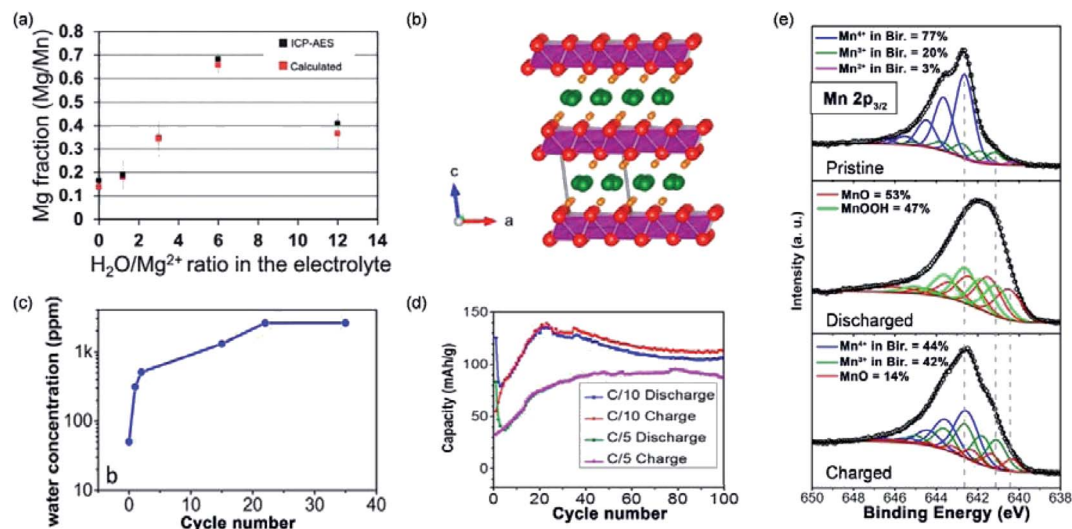 (a)
Mg fraction (Mg/Mn)
0.8
0.7
0.6
0.5
0.4
0.3
0.2
0.1
0
■ ICP-AES
■ Calculated
0 2 4 6 8 10 12 14
H₂O/Mg²⁺ ratio in the electrolyte
(b)
c
a
(c)
water concentration (ppm)
1k
100
10
b
0 10 20 30 40
Cycle number
(d)
Capacity (mAh/g)
200
150
100
50
0
C/10 Discharge
C/10 Charge
C/5 Discharge
C/5 Charge
0 20 40 60 80 100
Cycle number
(e)
Intensity (a. u.)
Mn⁴⁺ in Bir. = 77%
Mn³⁺ in Bir. = 20%
Mn²⁺ in Bir. = 3%
Mn 2p₃/₂
Pristine
MnO = 53%
MnOOH = 47%
Discharged
Mn⁴⁺ in Bir. = 44%
Mn³⁺ in Bir. = 42%
MnO = 14%
Charged
650 648 646 644 642 640 638
Binding Energy (eV)